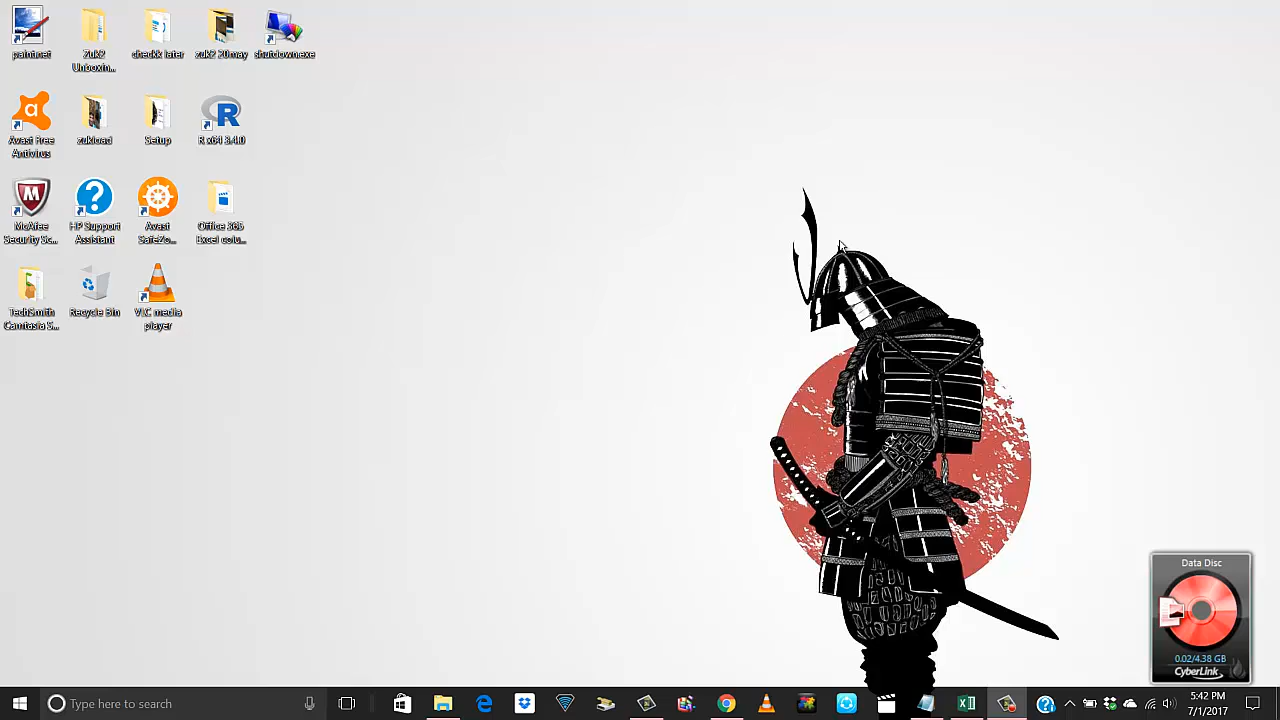 paint.net
Zuk2
Unboxin...
checkk later
zuk2 20may
shutdown.exe
Avast Free
Antivirus
zukload
Setup
R x64 3.4.0
McAfee
Security Sc...
HP Support
Assistant
Avast
SafeZo...
Office 365
Excel colu...
TechSmith
Camtasia S...
Recycle Bin
VLC media
player
Data Disc
0.02/4.38 GB
CyberLink
Type here to search
5:42 PM
7/1/2017